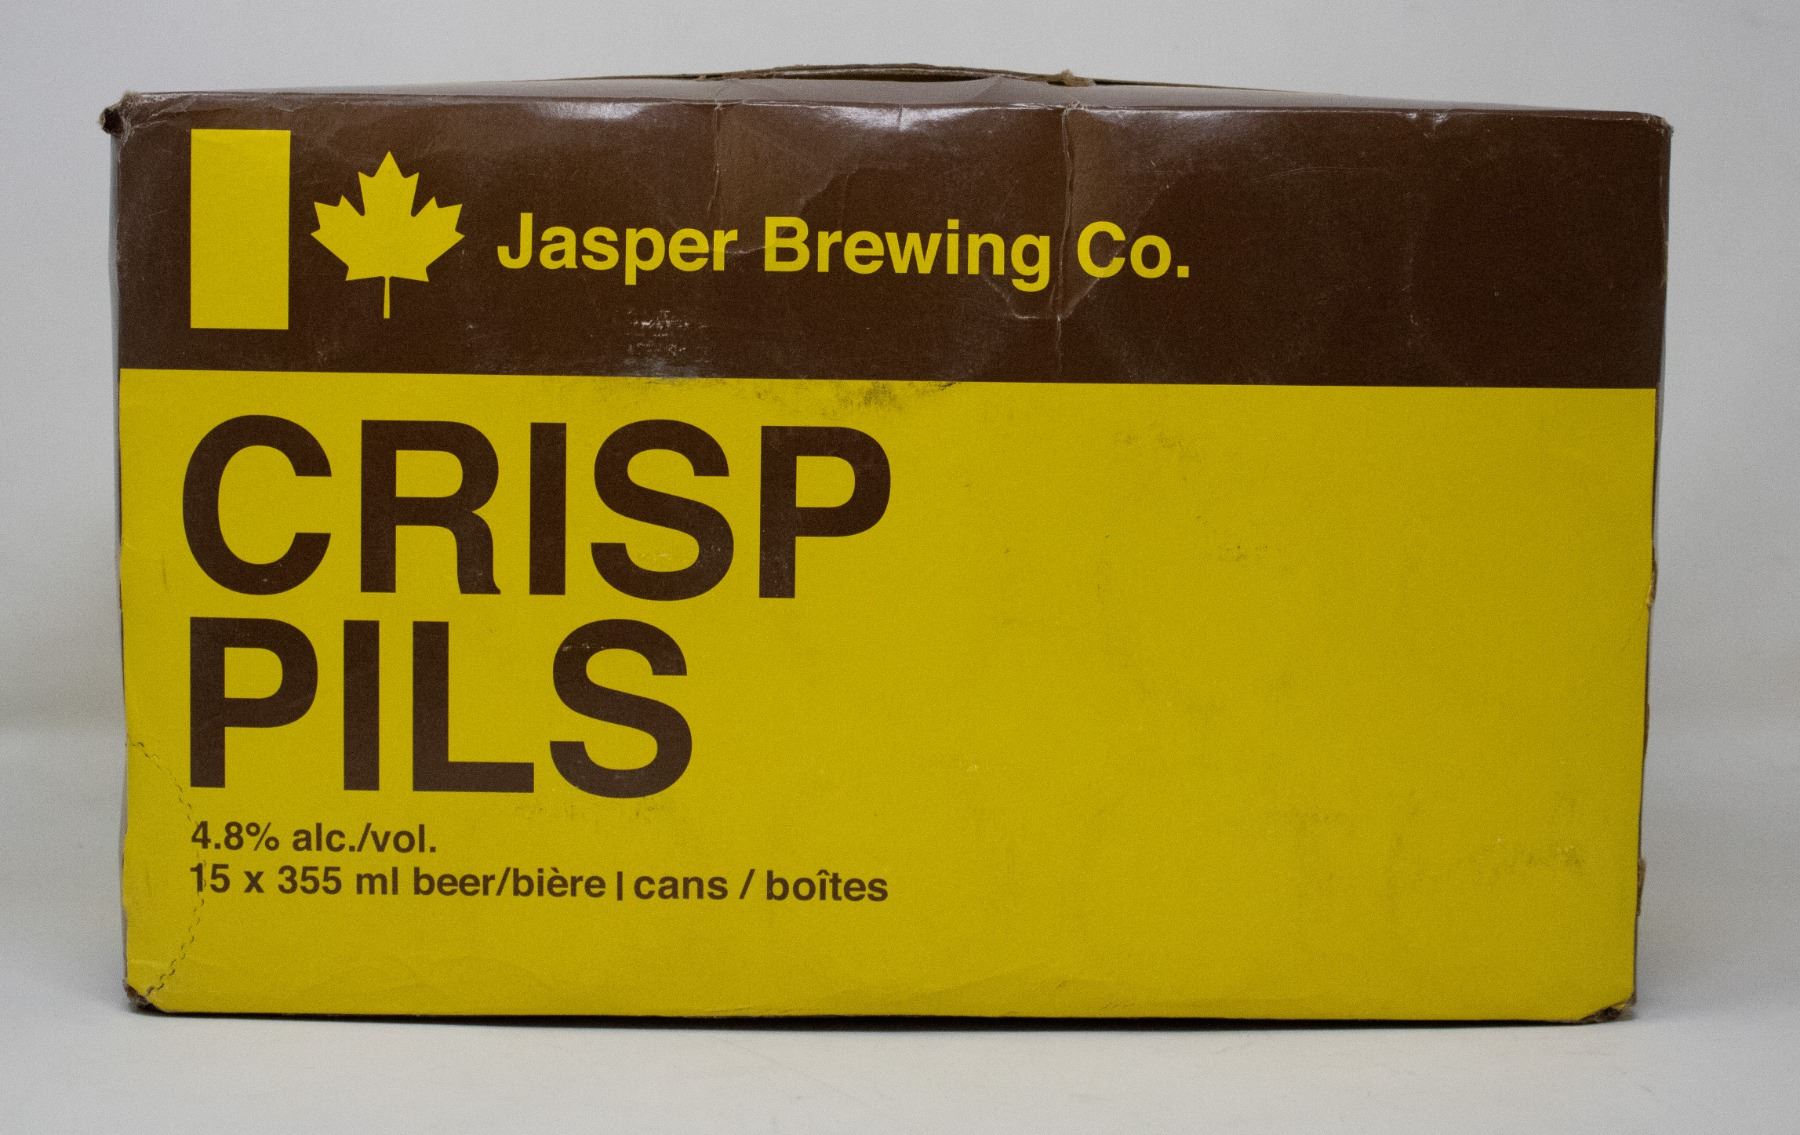 Jasper Brewing Co.
CRISP
PILS
4.8% alc./vol.
15 x 355 ml beer/bière | cans / boîtes